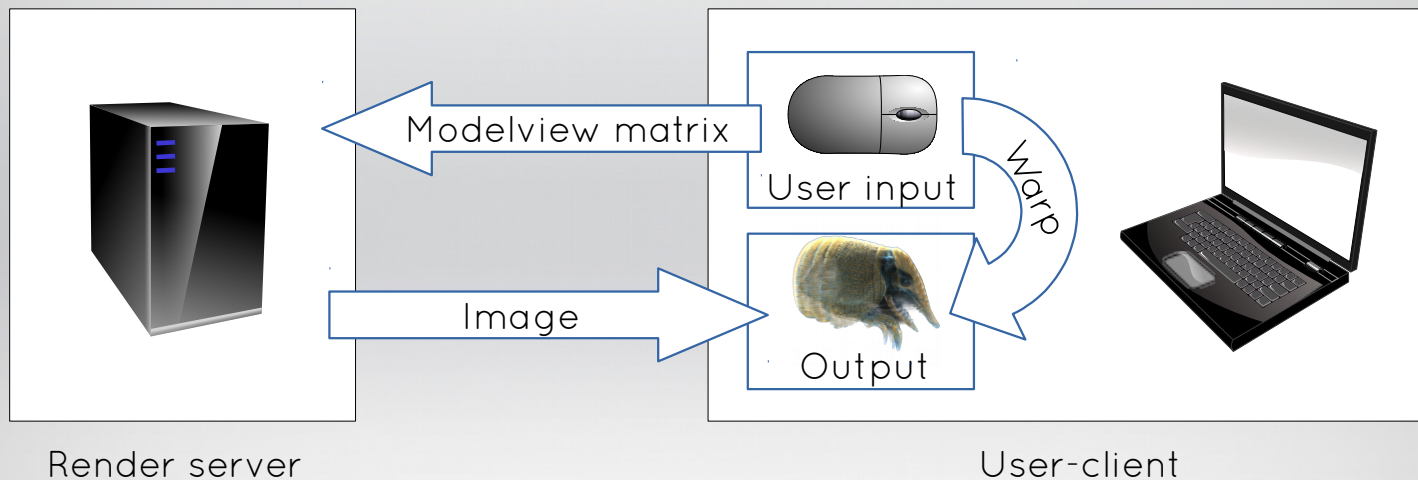 Modelview matrix
User input
Warp
Image
Output
Render server
User-client